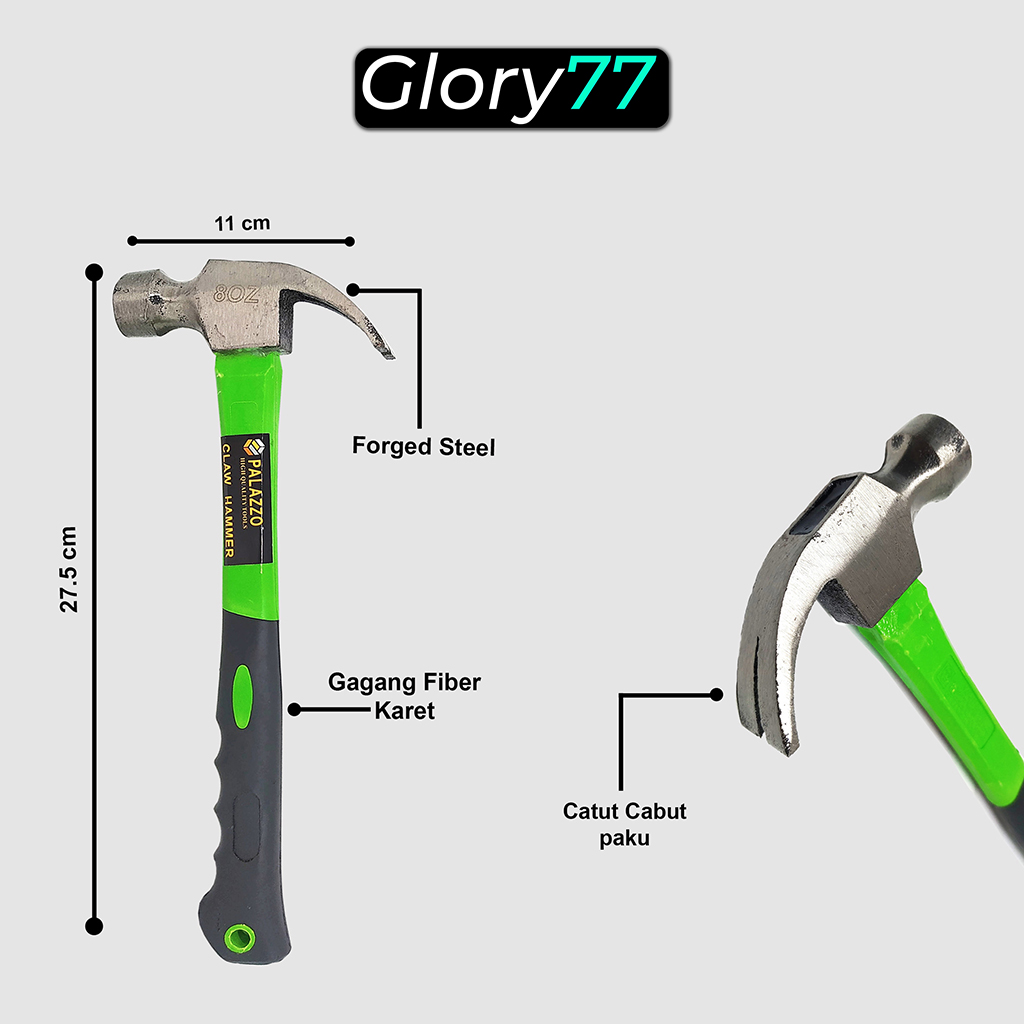 Glory77
11 cm
8OZ
Forged Steel
PALAZZO
HIGH QUALITY TOOLS
CLAW HAMMER
27.5 cm
Gagang Fiber
Karet
Catut Cabut
paku